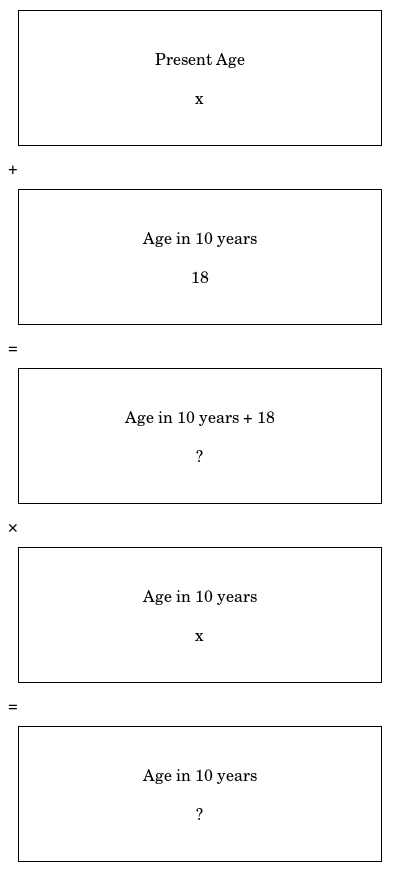 Present Age
x
+
Age in 10 years
18
=
Age in 10 years + 18
?
×
Age in 10 years
x
=
Age in 10 years
?